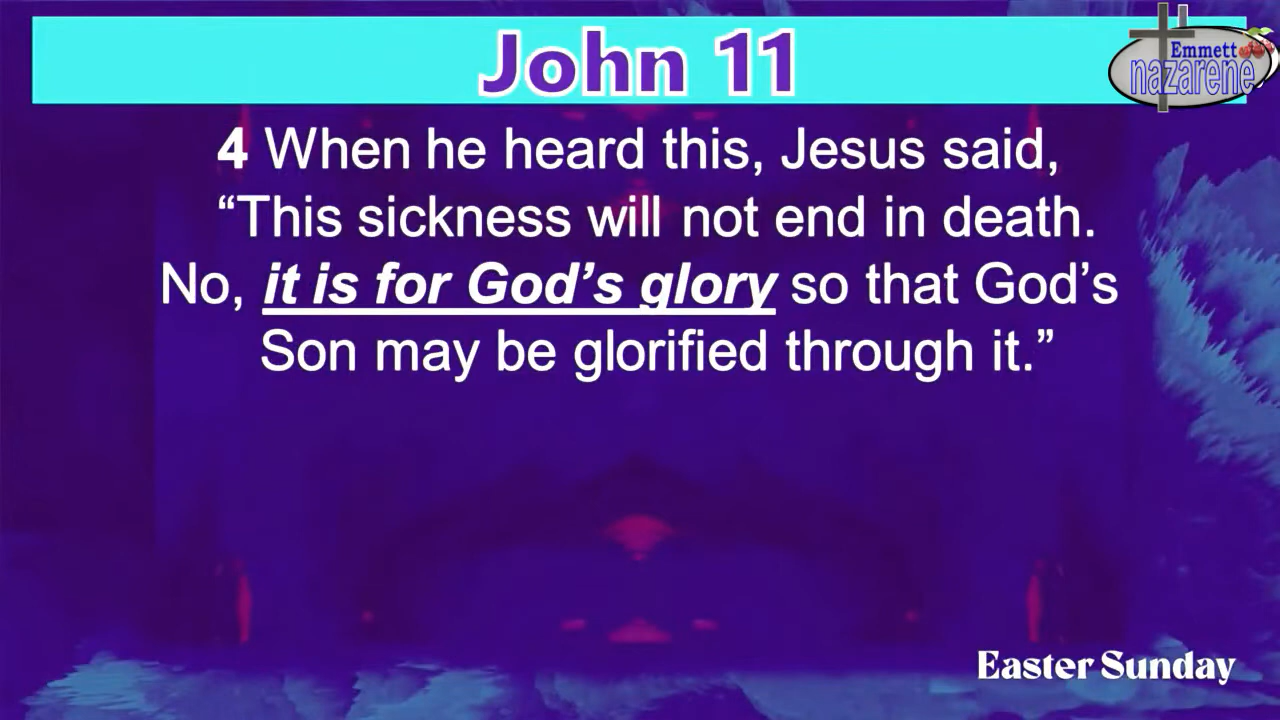 John 11
Emmett
nazarene
4 When he heard this, Jesus said,
“This sickness will not end in death.
No, it is for God’s glory so that God’s
Son may be glorified through it.”
Easter Sunday